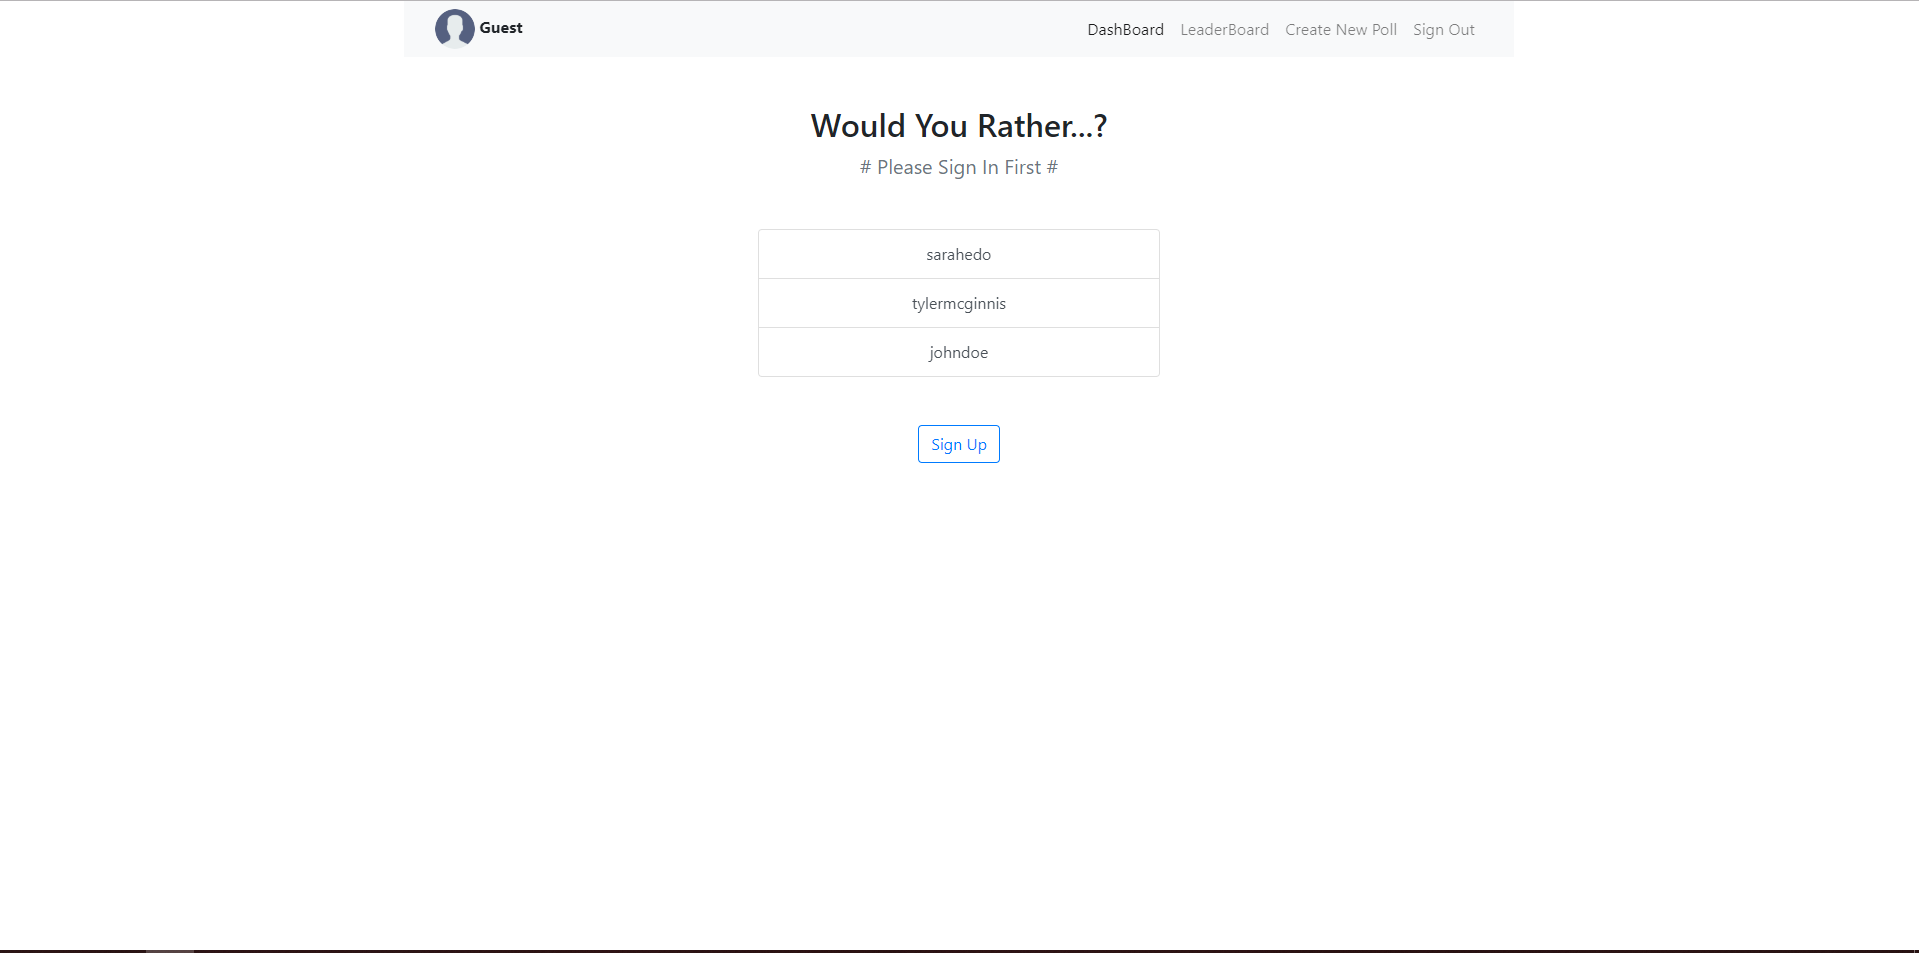 Guest
DashBoard LeaderBoard Create New Poll Sign Out
Would You Rather...?
# Please Sign In First #
sarahedo
tylermcginnis
johndoe
Sign Up